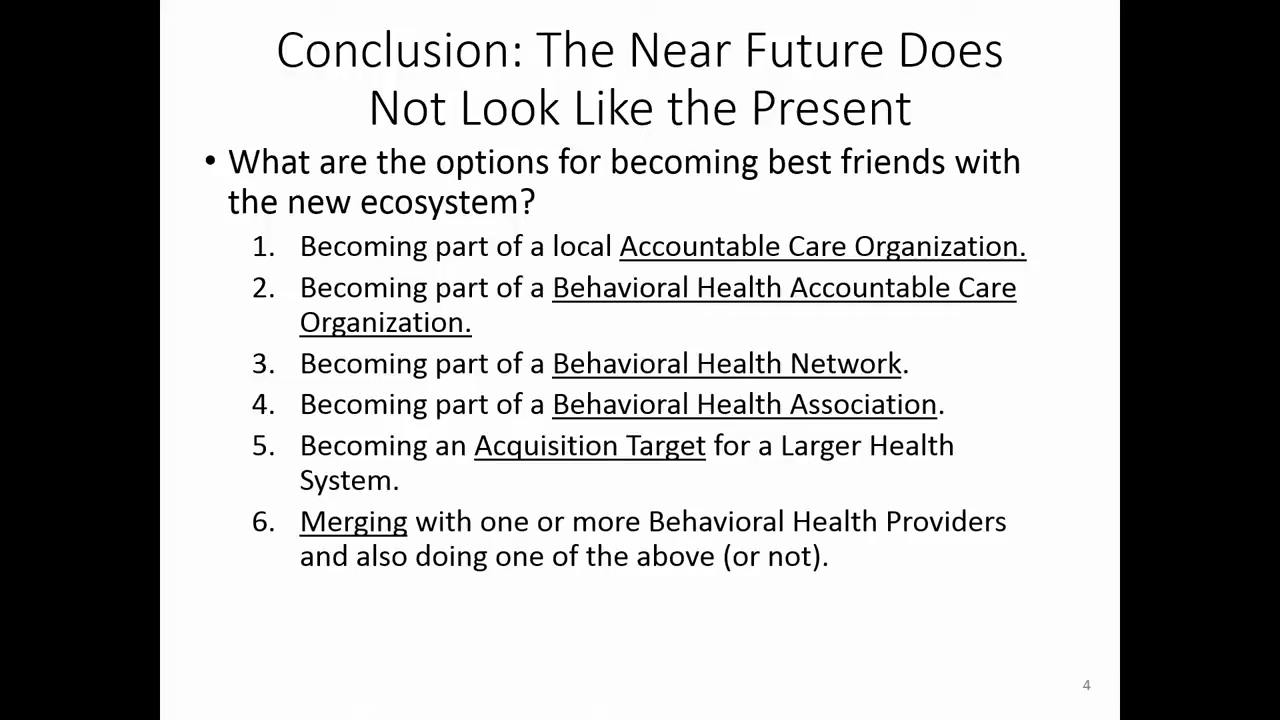 Conclusion: The Near Future Does
Not Look Like the Present
• What are the options for becoming best friends with
the new ecosystem?
1. Becoming part of a local Accountable Care Organization.
2. Becoming part of a Behavioral Health Accountable Care
Organization.
3. Becoming part of a Behavioral Health Network.
4. Becoming part of a Behavioral Health Association.
5. Becoming an Acquisition Target for a Larger Health
System.
6. Merging with one or more Behavioral Health Providers
and also doing one of the above (or not).
4